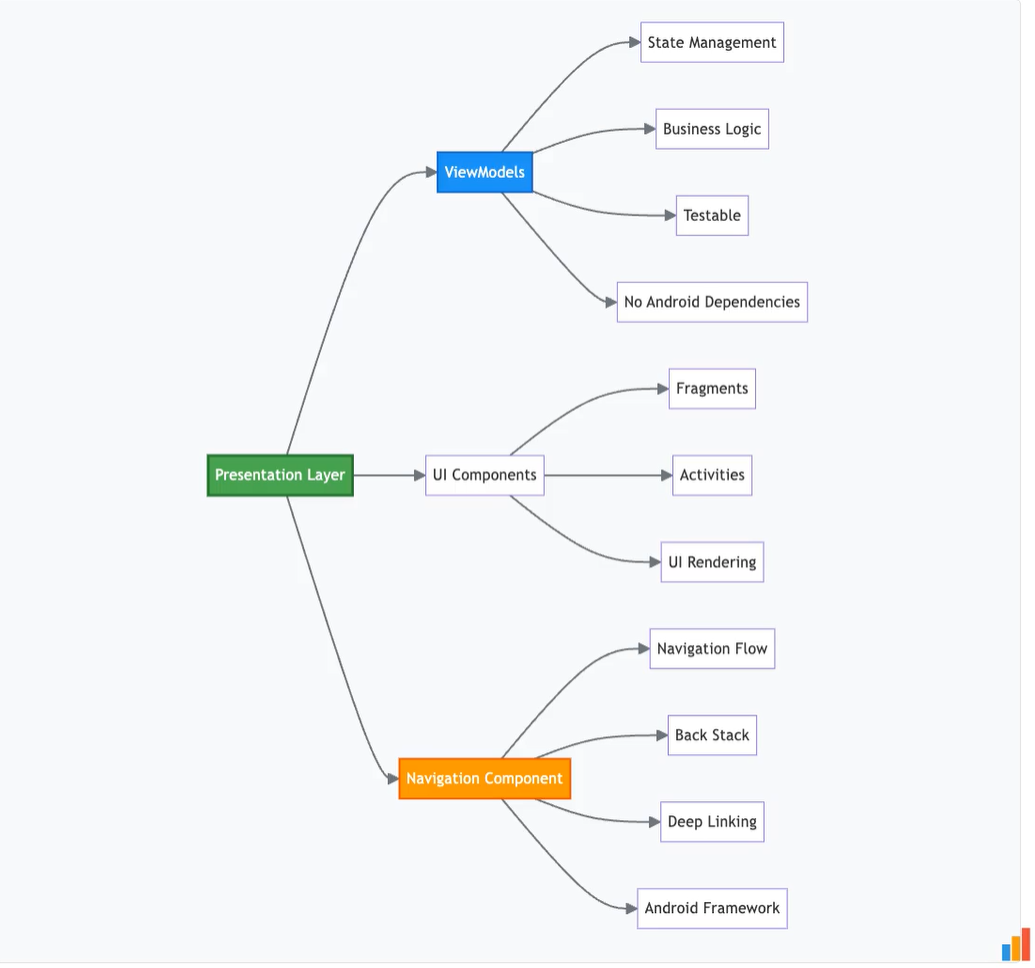 State Management
Business Logic
ViewModels
Testable
No Android Dependencies
Fragments
Presentation Layer
UI Components
Activities
UI Rendering
Navigation Flow
Back Stack
Navigation Component
Deep Linking
Android Framework